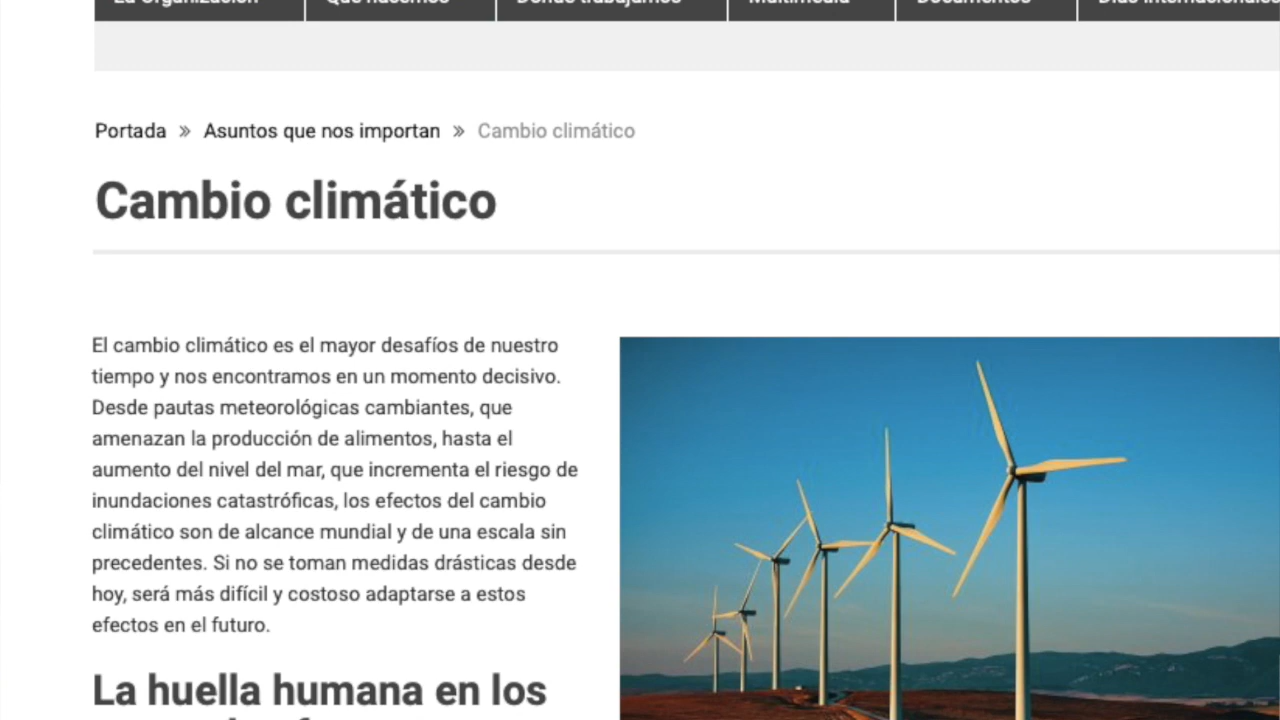 La Organización Qué hacemos Dónde trabajamos Multimedia Documentos Días internacionales
Portada » Asuntos que nos importan » Cambio climático
Cambio climático
El cambio climático es el mayor desafíos de nuestro
tiempo y nos encontramos en un momento decisivo.
Desde pautas meteorológicas cambiantes, que
amenazan la producción de alimentos, hasta el
aumento del nivel del mar, que incrementa el riesgo de
inundaciones catastróficas, los efectos del cambio
climático son de alcance mundial y de una escala sin
precedentes. Si no se toman medidas drásticas desde
hoy, será más difícil y costoso adaptarse a estos
efectos en el futuro.
La huella humana en los